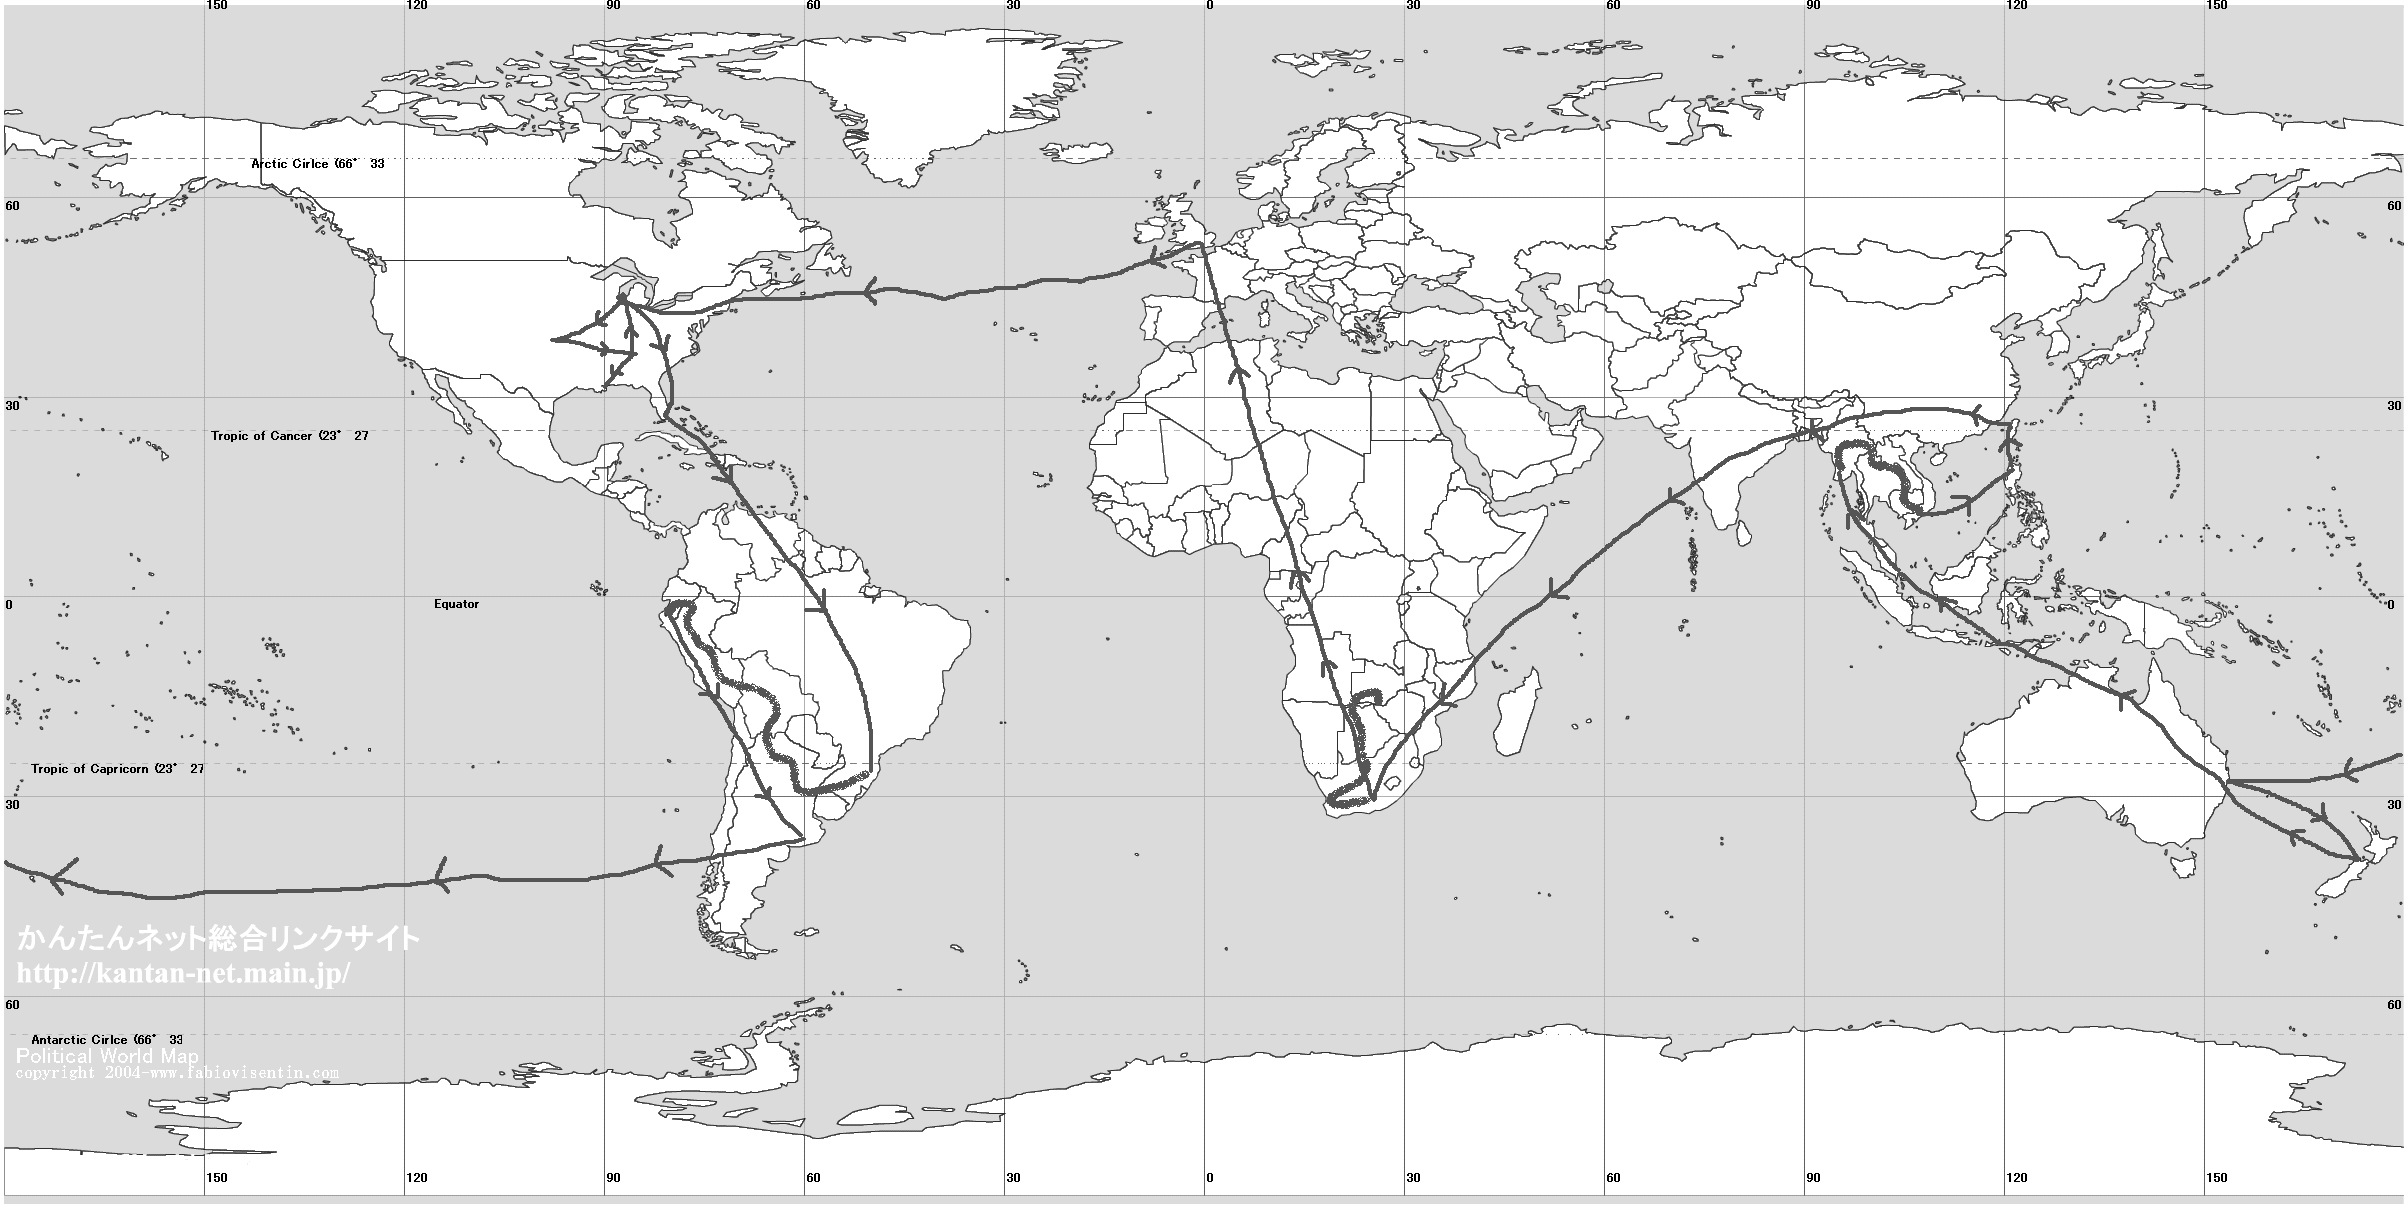 150 120 90 60 30 0 30 60 90 120 150
Arctic Cirlce (66° 33
60 60
30 30
Tropic of Cancer (23° 27
0 Equator 0
Tropic of Capricorn (23° 27
30 30
かんたんネット総合リンクサイト
http://kantan-net.main.jp/
60 60
Antarctic Cirlce (66° 33
Political World Map
copyright 2004-www.fabiovisentin.com
150 120 90 60 30 0 30 60 90 120 150